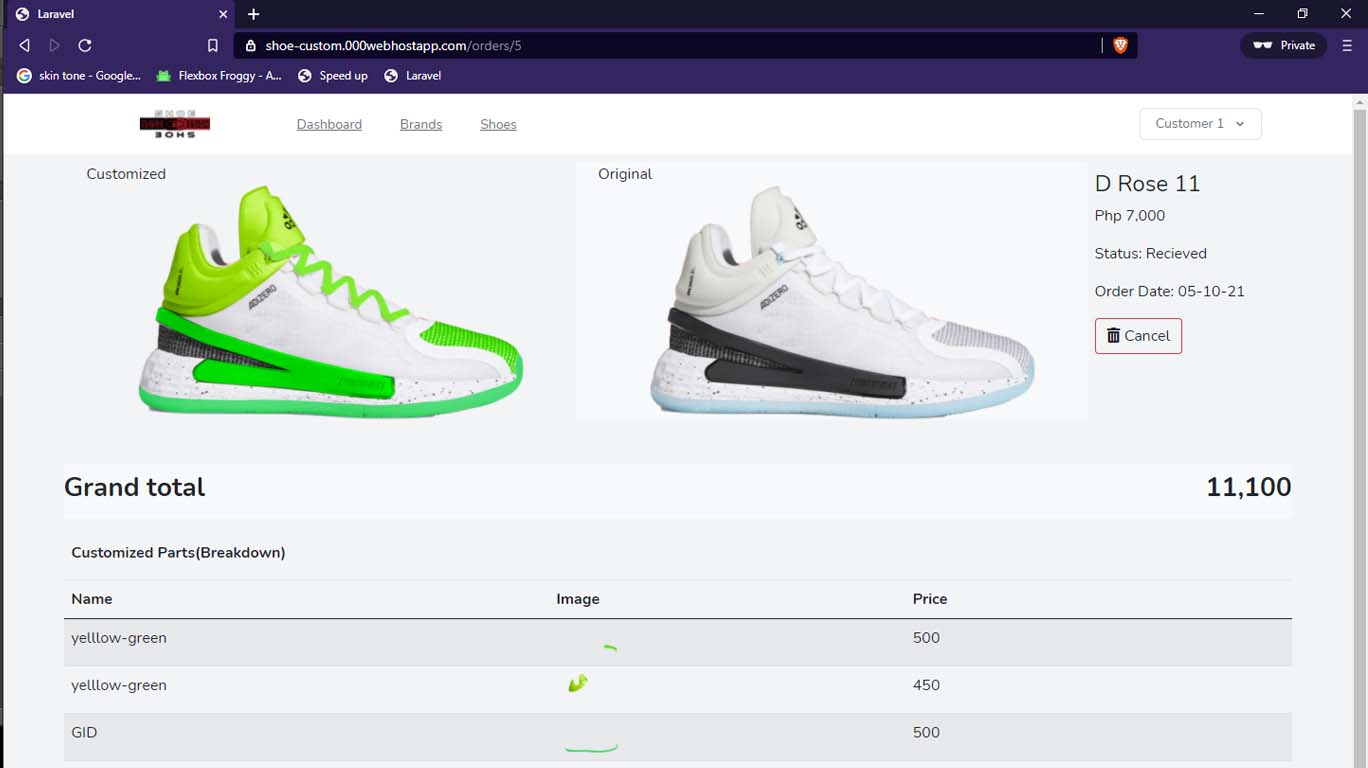 Laravel
shoe-custom.000webhostapp.com/orders/5
Private
skin tone - Google...
Flexbox Froggy - A...
Speed up
Laravel
SHOE
Dashboard
Brands
Shoes
Customer 1
Customized
Original
ADIZERO
ADIZERO
D Rose 11
Php 7,000
Status: Recieved
Order Date: 05-10-21
Cancel
Grand total
11,100
Customized Parts(Breakdown)
Name Image Price
yelllow-green 500
yelllow-green 450
GID 500